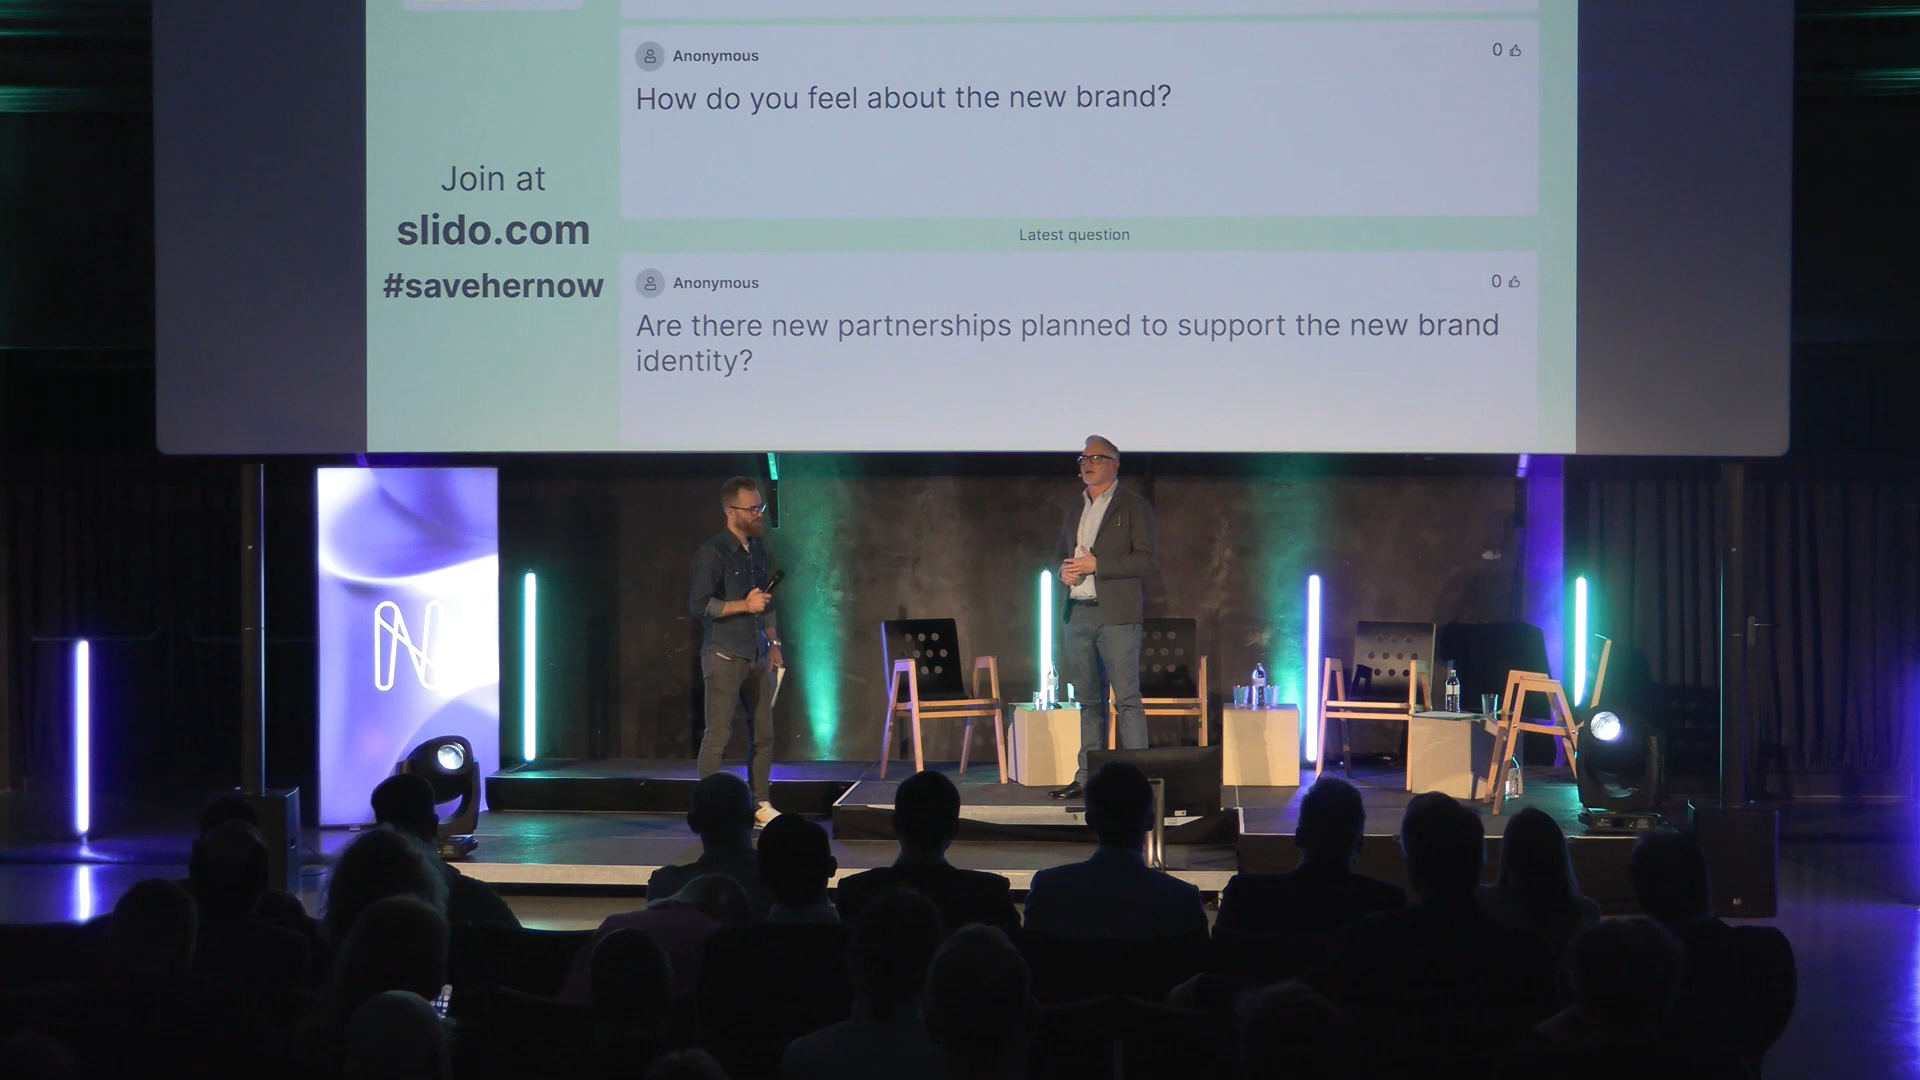 Anonymous
0
How do you feel about the new brand?
Join at
slido.com
#savehernow
Latest question
Anonymous
0
Are there new partnerships planned to support the new brand
identity?
N